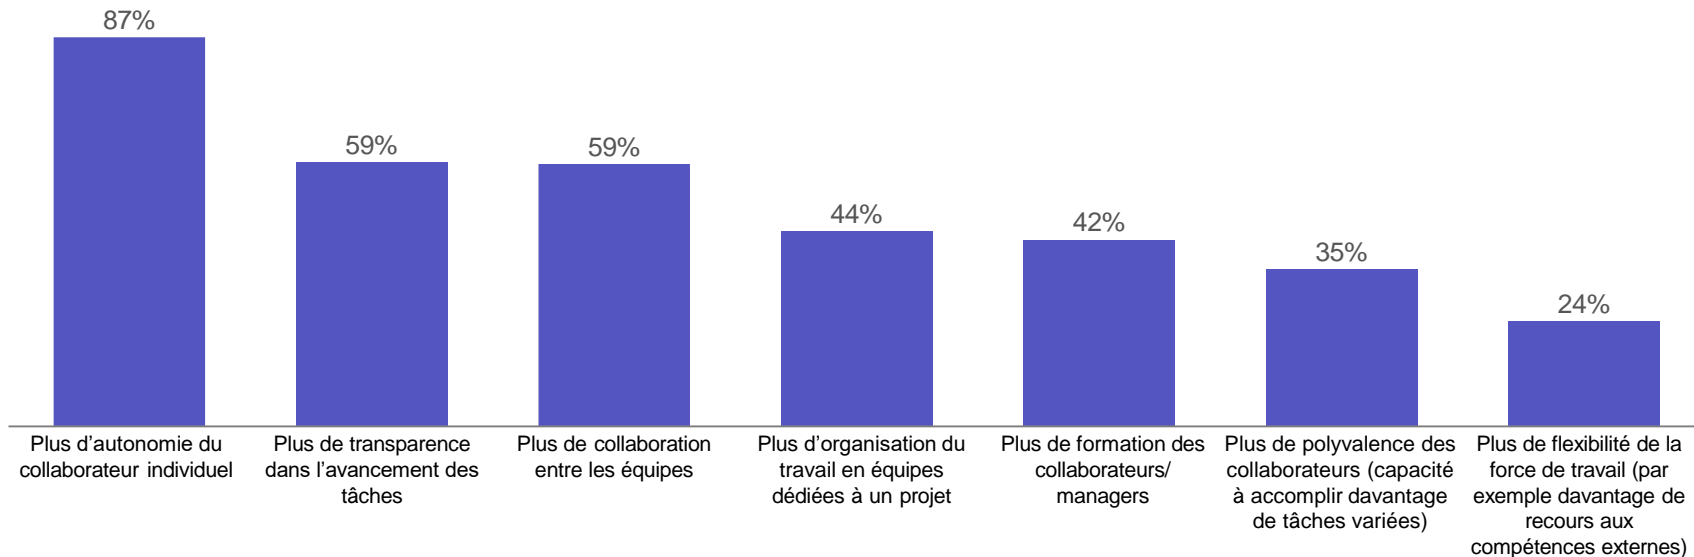 87%
59%
59%
44%
42%
35%
24%
Plus d’autonomie du
collaborateur individuel
Plus de transparence
dans l’avancement des
tâches
Plus de collaboration
entre les équipes
Plus d’organisation du
travail en équipes
dédiées à un projet
Plus de formation des
collaborateurs/
managers
Plus de polyvalence des
collaborateurs (capacité
à accomplir davantage
de tâches variées)
Plus de flexibilité de la
force de travail (par
exemple davantage de
recours aux
compétences externes)